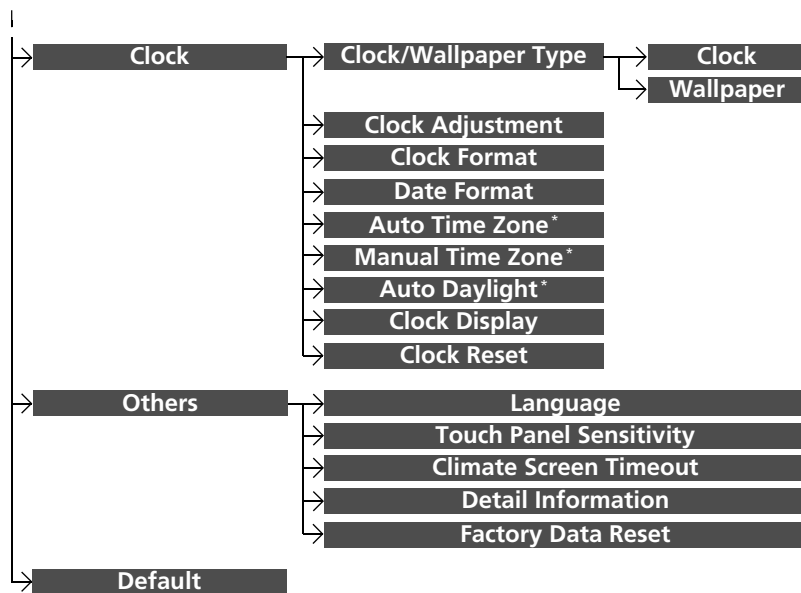 Clock
Clock/Wallpaper Type
Clock
Wallpaper
Clock Adjustment
Clock Format
Date Format
Auto Time Zone*
Manual Time Zone*
Auto Daylight*
Clock Display
Clock Reset
Others
Language
Touch Panel Sensitivity
Climate Screen Timeout
Detail Information
Factory Data Reset
Default